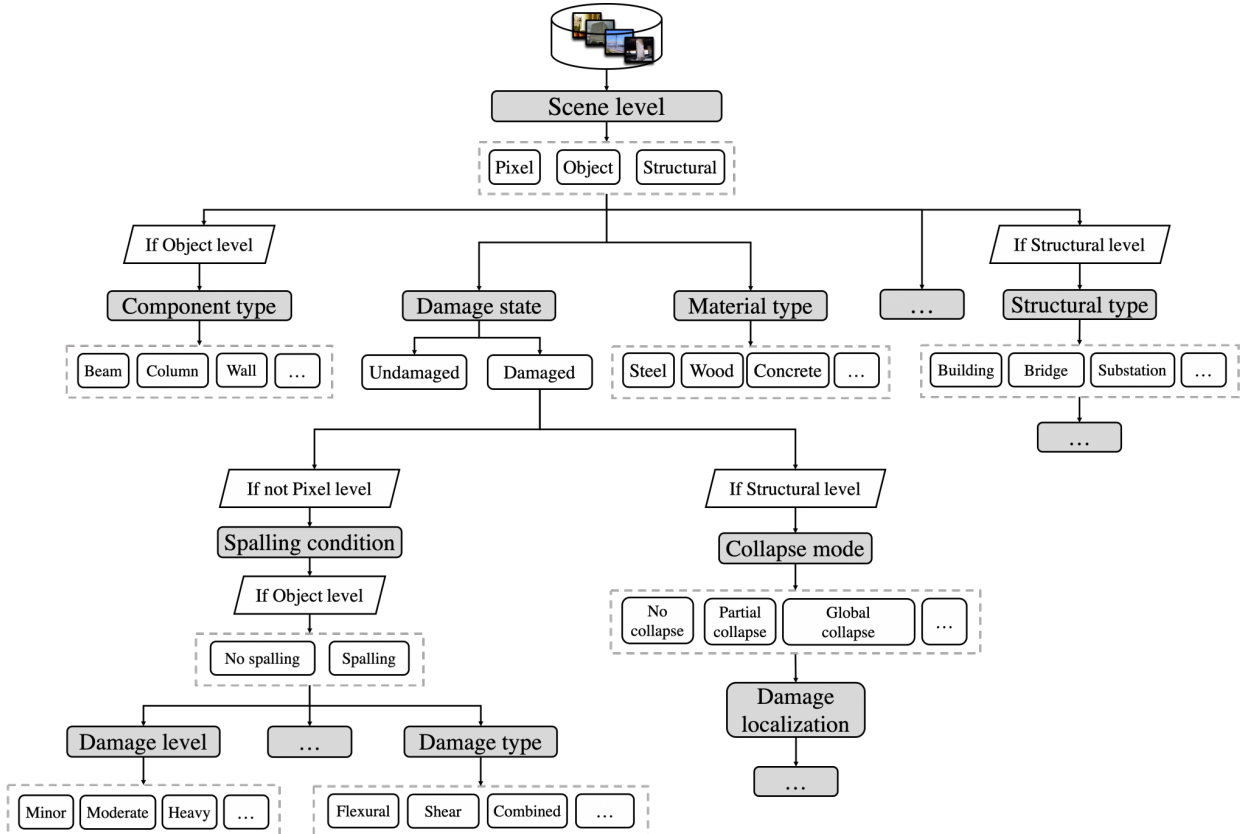 Scene level
Pixel
Object
Structural
If Object level
If Structural level
Component type
Damage state
Material type
…
Structural type
Beam
Column
Wall
…
Undamaged
Damaged
Steel
Wood
Concrete
…
Building
Bridge
Substation
…
…
If not Pixel level
If Structural level
Spalling condition
Collapse mode
If Object level
No
collapse
Partial
collapse
Global
collapse
…
No spalling
Spalling
Damage
localization
Damage level
…
Damage type
…
Minor
Moderate
Heavy
…
Flexural
Shear
Combined
…